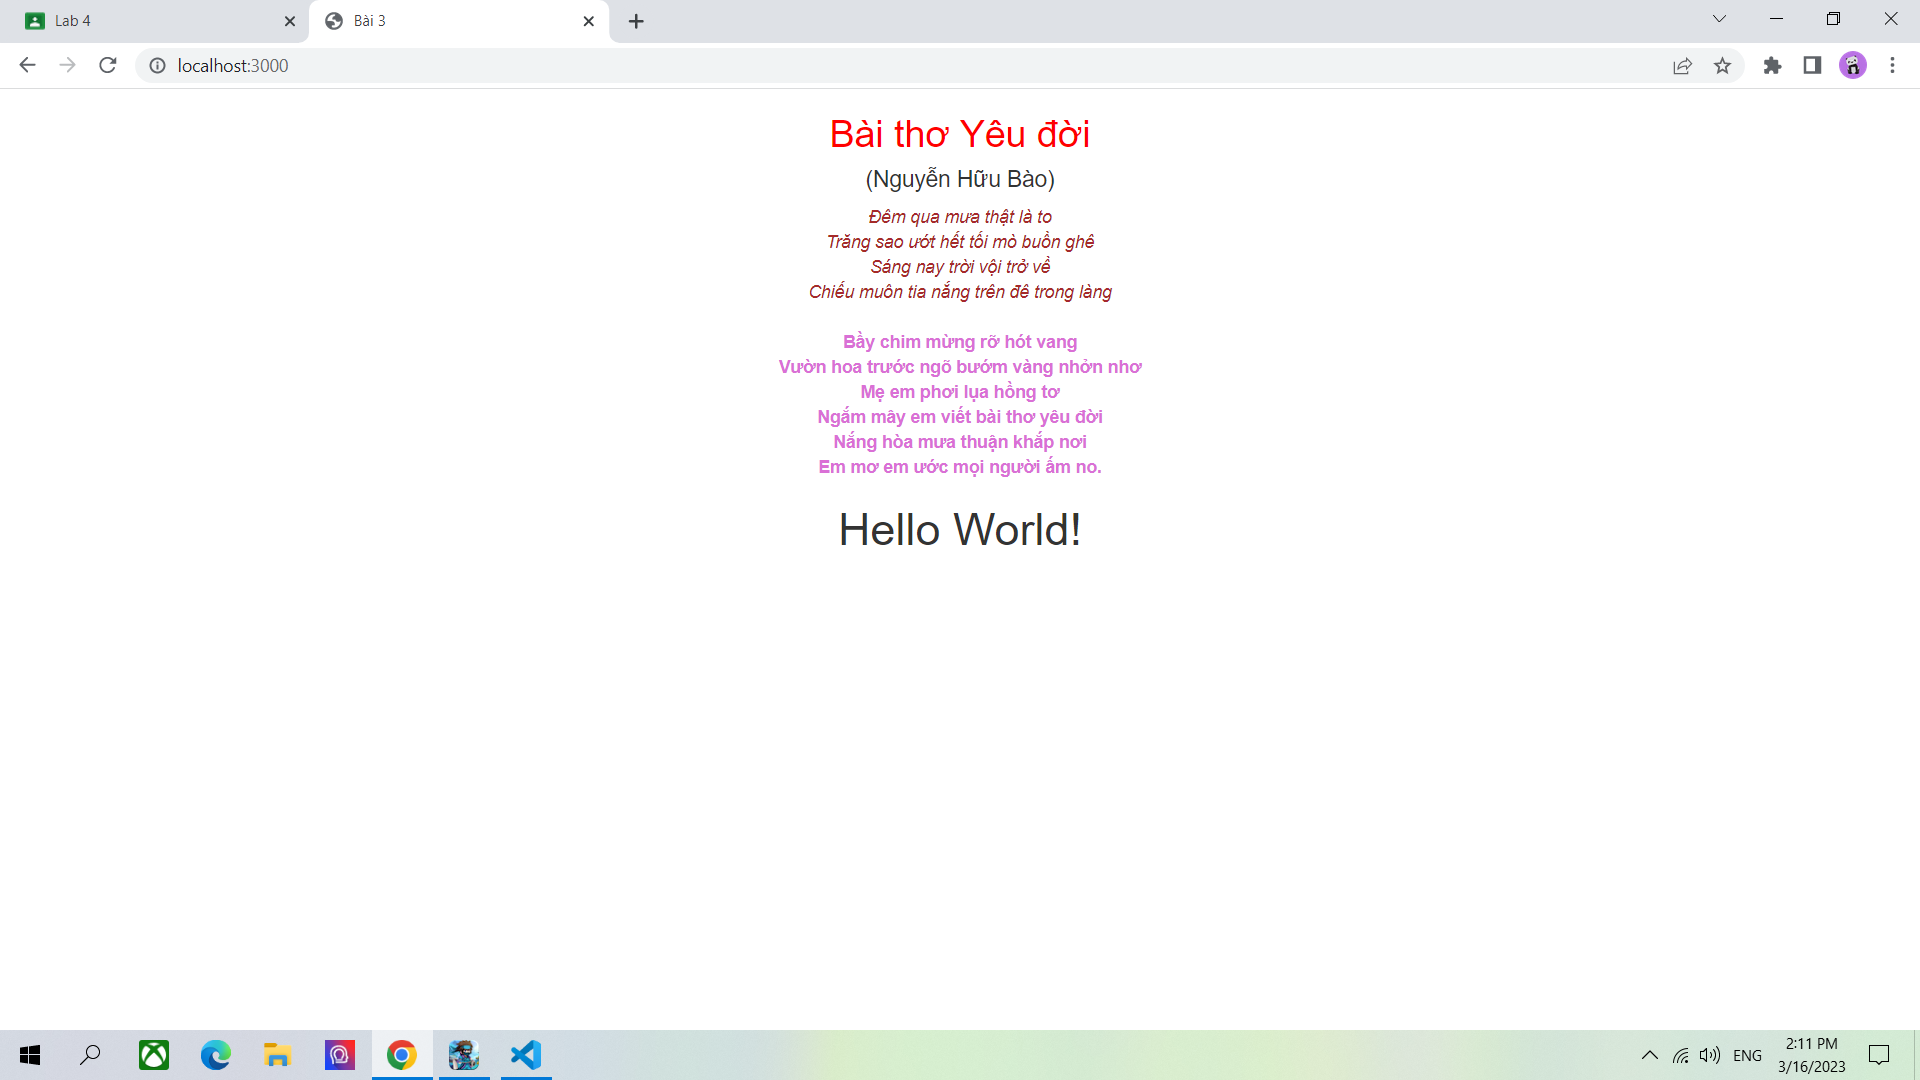 Lab 4
Bài 3
localhost:3000
Bài thơ Yêu đời
(Nguyễn Hữu Bào)
Đêm qua mưa thật là to
Trăng sao ướt hết tối mò buồn ghê
Sáng nay trời vội trở về
Chiếu muôn tia nắng trên đê trong làng
Bầy chim mừng rỡ hót vang
Vườn hoa trước ngõ bướm vàng nhởn nhơ
Mẹ em phơi lụa hồng tơ
Ngắm mây em viết bài thơ yêu đời
Nắng hòa mưa thuận khắp nơi
Em mơ em ước mọi người ấm no.
Hello World!
ENG
2:11 PM
3/16/2023